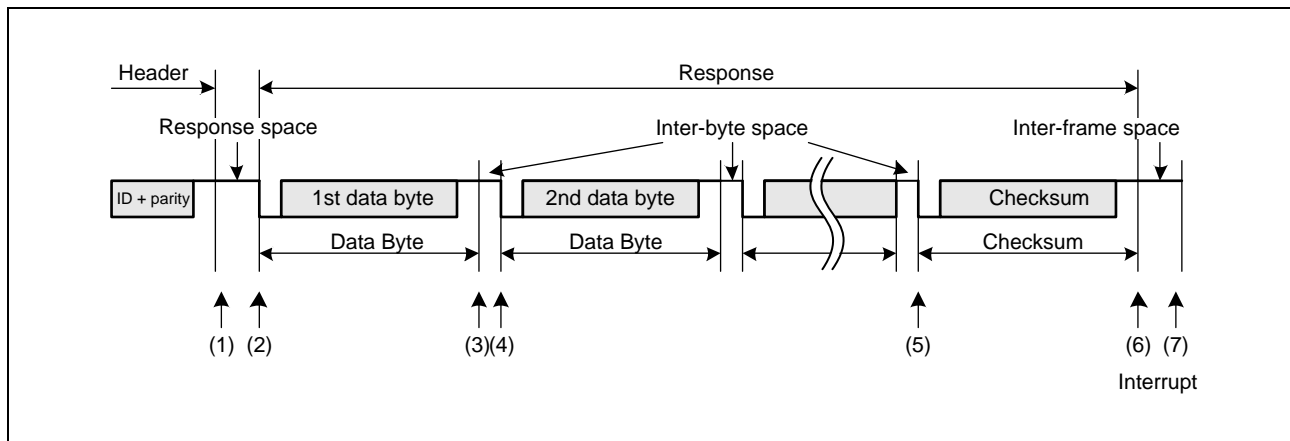 Header
Response
Response space
Inter-byte space
Inter-frame space
ID + parity
1st data byte
2nd data byte
Checksum
Data Byte
Data Byte
Checksum
(1)
(2)
(3)
(4)
(5)
(6)
(7)
Interrupt